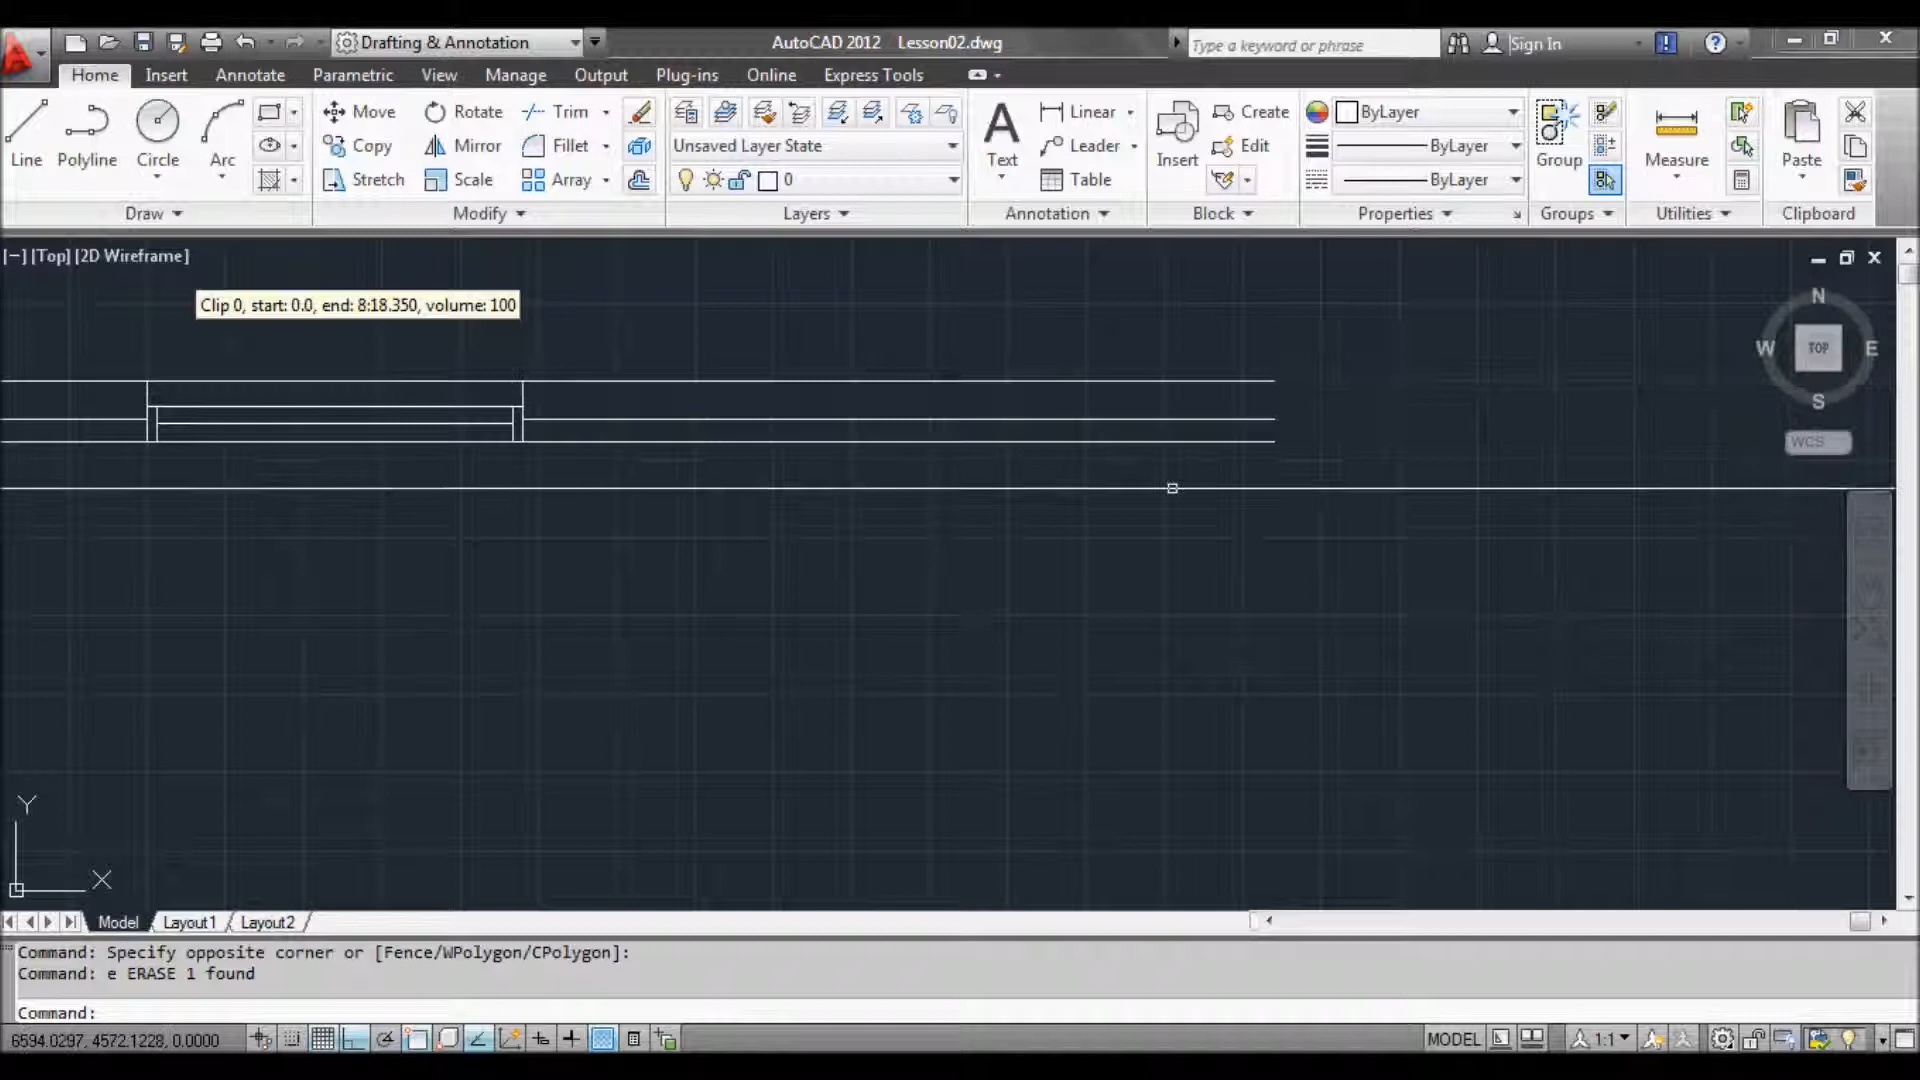 Drafting & Annotation
AutoCAD 2012 Lesson02.dwg
Type a keyword or phrase
Sign In
Home Insert Annotate Parametric View Manage Output Plug-ins Online Express Tools
Line Polyline Circle Arc
Move Rotate Trim
Copy Mirror Fillet
Stretch Scale Array
Unsaved Layer State
0
Text
Linear
Leader
Table
Insert
Create
Edit
ByLayer
ByLayer
ByLayer
Group
Measure
Paste
Draw Modify Layers Annotation Block Properties Groups Utilities Clipboard
[−] [Top] [2D Wireframe]
Clip 0, start: 0.0, end: 8:18.350, volume: 100
N
W TOP E
S
WCS
Y
X
Model Layout1 Layout2
Command: Specify opposite corner or [Fence/WPolygon/CPolygon]:
Command: e ERASE 1 found
Command:
6594.0297, 4572.1228, 0.0000
MODEL
1:1